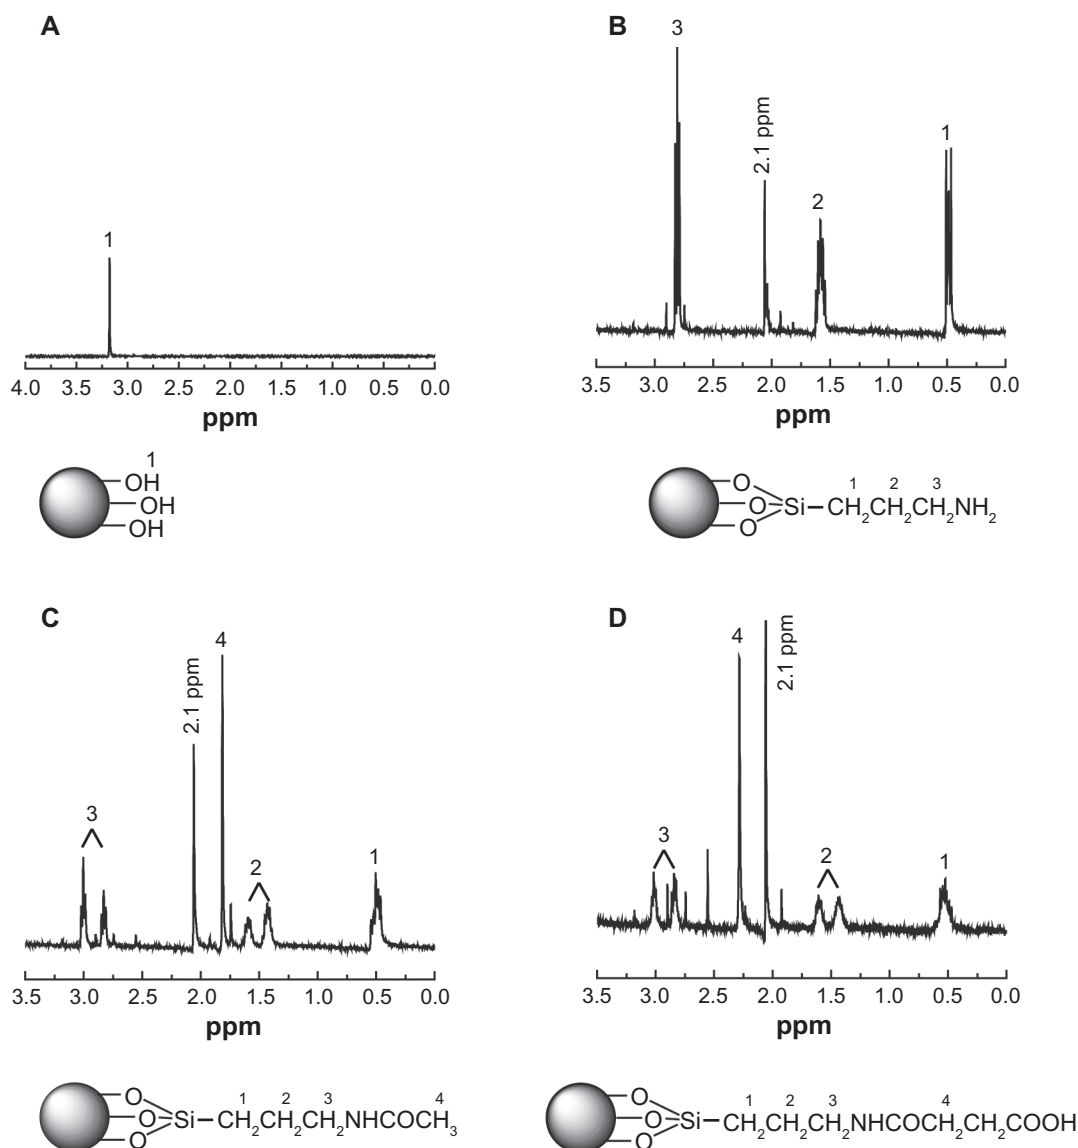 A
1
4.0 3.5 3.0 2.5 2.0 1.5 1.0 0.5 0.0
ppm
1
OH
OH
OH
B
3
2.1 ppm
2
1
3.5 3.0 2.5 2.0 1.5 1.0 0.5 0.0
ppm
1 2 3
O
O Si CH2CH2CH2NH2
O
C
4
2.1 ppm
3
2
1
3.5 3.0 2.5 2.0 1.5 1.0 0.5 0.0
ppm
1 2 3 4
O
O Si CH2CH2CH2NHCOCH3
O
D
4
2.1 ppm
3
2
1
3.5 3.0 2.5 2.0 1.5 1.0 0.5 0.0
ppm
1 2 3 4
O
O Si CH2CH2CH2NHCOCH2CH2COOH
O